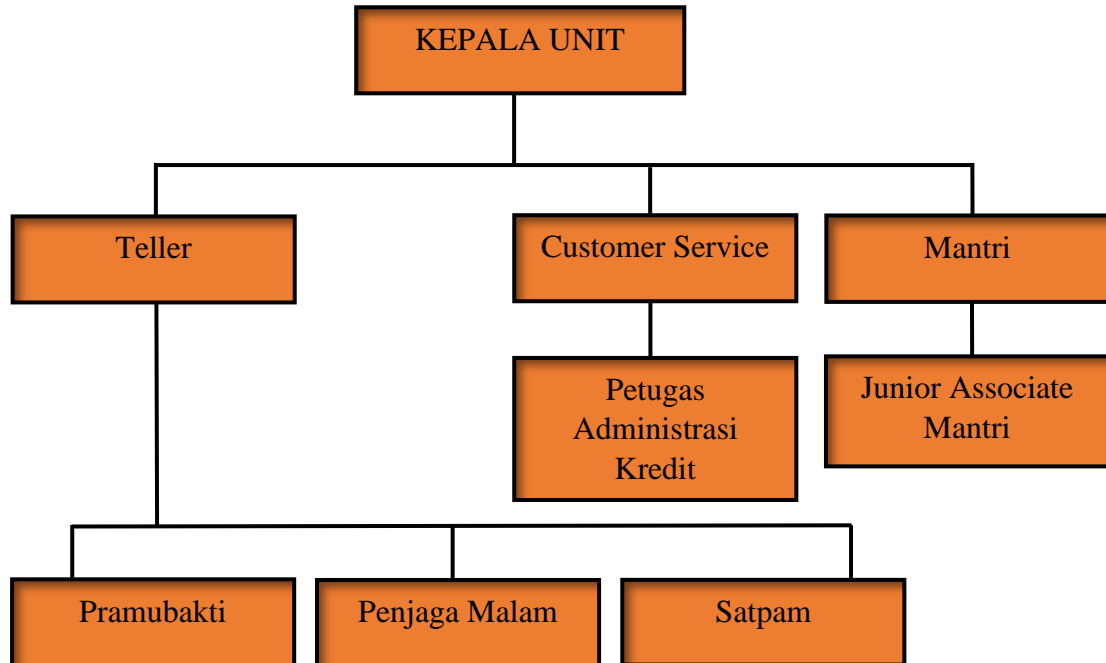 KEPALA UNIT
Teller
Customer Service
Mantri
Petugas
Administrasi
Kredit
Junior Associate
Mantri
Pramubakti
Penjaga Malam
Satpam